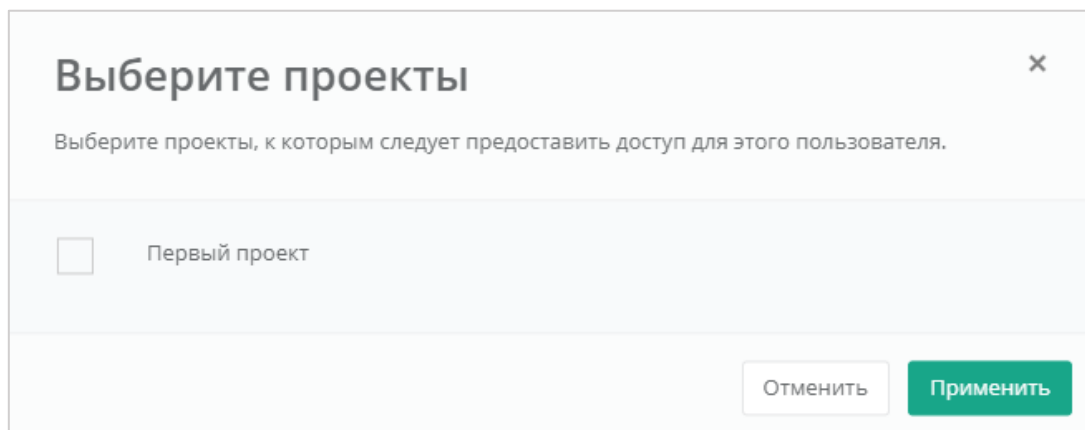 Выберите проекты
Выберите проекты, к которым следует предоставить доступ для этого пользователя.
Первый проект
Отменить
Применить